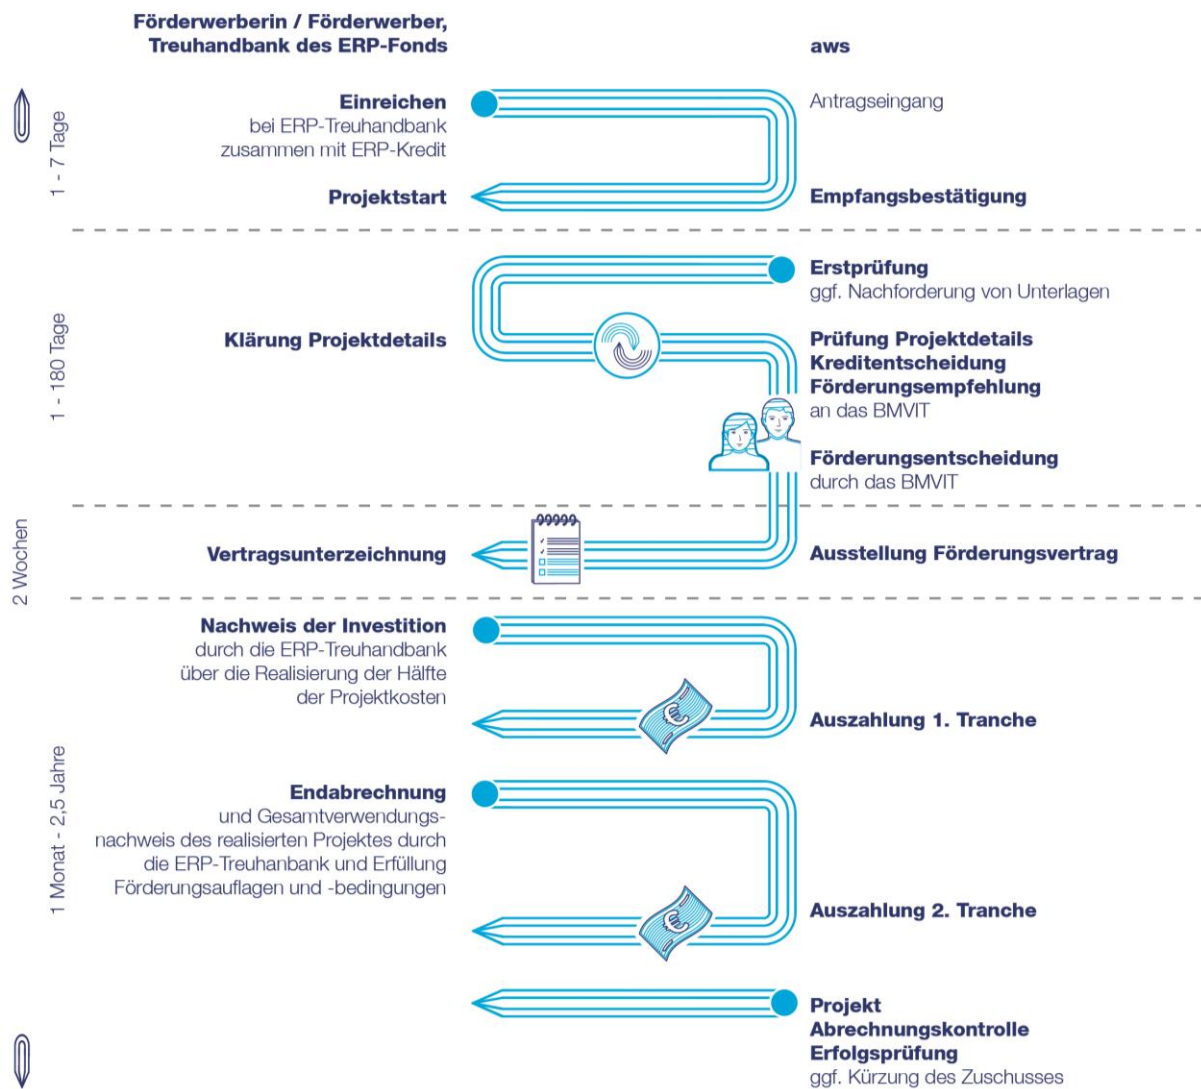 Förderwerberin / Förderwerber,
Treuhandbank des ERP-Fonds
aws
1 - 7 Tage
Einreichen
bei ERP-Treuhandbank
zusammen mit ERP-Kredit
Antragseingang
Projektstart
Empfangsbestätigung
1 - 180 Tage
Erstprüfung
ggf. Nachforderung von Unterlagen
Klärung Projektdetails
Prüfung Projektdetails
Kreditentscheidung
Förderungsempfehlung
an das BMVIT
Förderungsentscheidung
durch das BMVIT
2 Wochen
Vertragsunterzeichnung
Ausstellung Förderungsvertrag
1 Monat - 2,5 Jahre
Nachweis der Investition
durch die ERP-Treuhandbank
über die Realisierung der Hälfte
der Projektkosten
€
Auszahlung 1. Tranche
Endabrechnung
und Gesamtverwendungs-
nachweis des realisierten Projektes durch
die ERP-Treuhanbank und Erfüllung
Förderungsauflagen und -bedingungen
€
Auszahlung 2. Tranche
Projekt
Abrechnungskontrolle
Erfolgsprüfung
ggf. Kürzung des Zuschusses